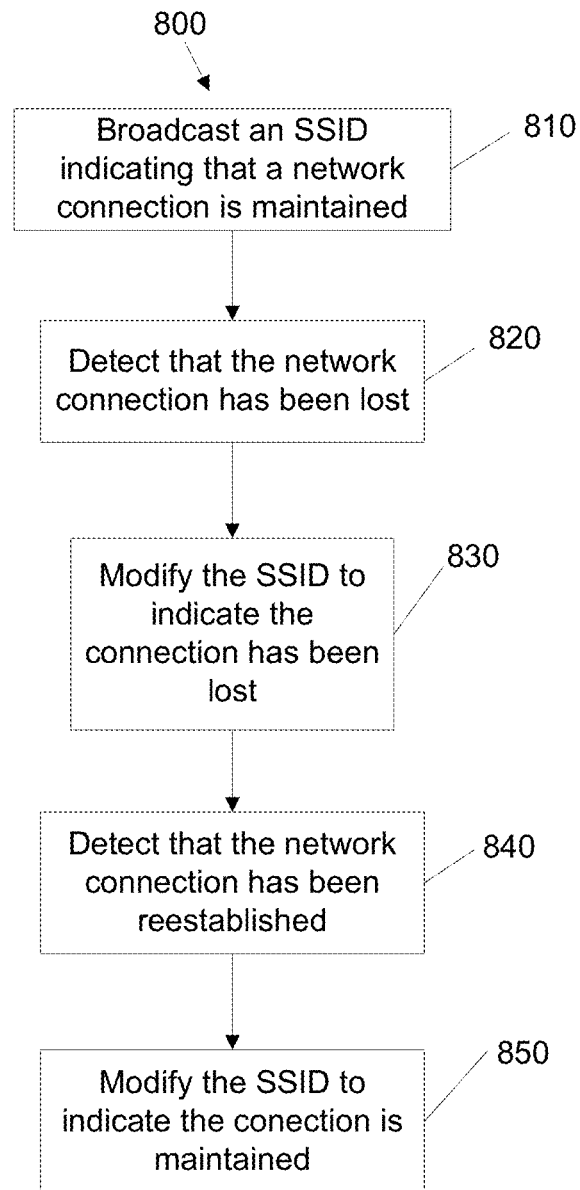 800
Broadcast an SSID
indicating that a network
connection is maintained
810
Detect that the network
connection has been lost
820
Modify the SSID to
indicate the
connection has been
lost
830
Detect that the network
connection has been
reestablished
840
Modify the SSID to
indicate the conection is
maintained
850